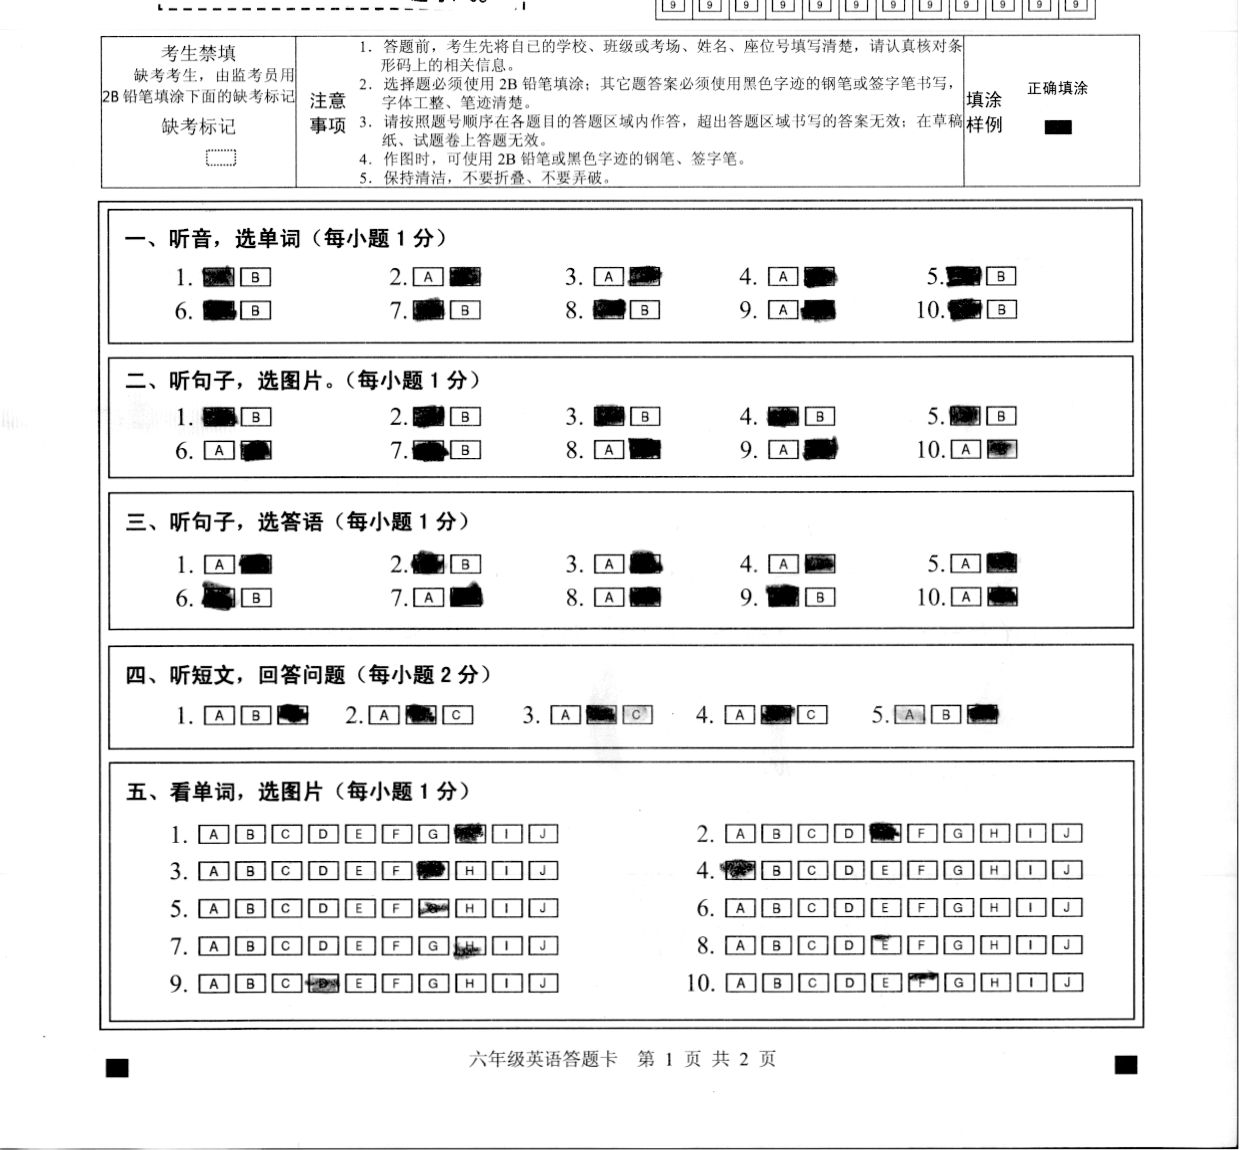 9 9 9 9 9 9 9 9 9 9 9 9
考生禁填
缺考考生，由监考员用
2B 铅笔填涂下面的缺考标记
缺考标记
注意
事项
1. 答题前，考生先将自已的学校、班级或考场、姓名、座位号填写清楚，请认真核对条
形码上的相关信息。
2. 选择题必须使用 2B 铅笔填涂；其它题答案必须使用黑色字迹的钢笔或签字笔书写，
字体工整、笔迹清楚。
3. 请按照题号顺序在各题目的答题区域内作答，超出答题区域书写的答案无效；在草稿
纸、试题卷上答题无效。
4. 作图时，可使用 2B 铅笔或黑色字迹的钢笔、签字笔。
5. 保持清洁，不要折叠、不要弄破。
填涂
样例
正确填涂
一、听音，选单词（每小题 1 分）
1. B 2. A 3. A 4. A 5. B
6. B 7. B 8. B 9. A 10. B
二、听句子，选图片。（每小题 1 分）
1. B 2. B 3. B 4. B 5. B
6. A 7. B 8. A 9. A 10. A B
三、听句子，选答语（每小题 1 分）
1. A 2. B 3. A 4. A 5. A
6. B 7. A 8. A 9. B 10. A
四、听短文，回答问题（每小题 2 分）
1. A B 2. A C 3. A C 4. A C 5. A B
五、看单词，选图片（每小题 1 分）
1. A B C D E F G I J 2. A B C D F G H I J
3. A B C D E F H I J 4. B C D E F G H I J
5. A B C D E F G H I J 6. A B C D E F G H I J
7. A B C D E F G H I J 8. A B C D E F G H I J
9. A B C D E F G H I J 10. A B C D E F G H I J
六年级英语答题卡 第 1 页 共 2 页